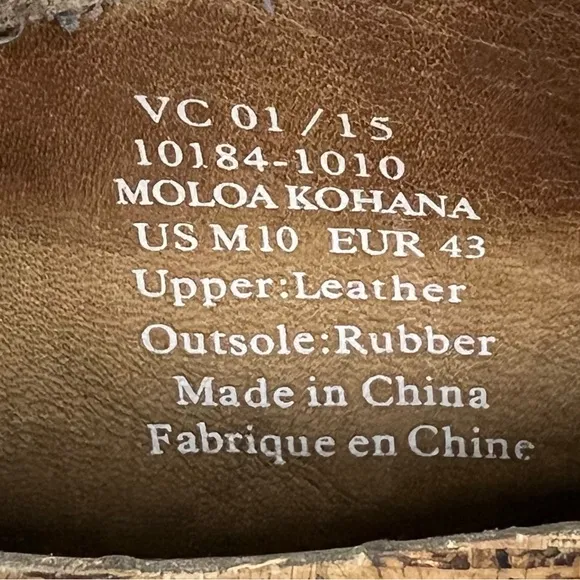 VC 01/15
10184-1010
MOLOA KOHANA
US M 10 EUR 43
Upper:Leather
Outsole:Rubber
Made in China
Fabrique en Chine